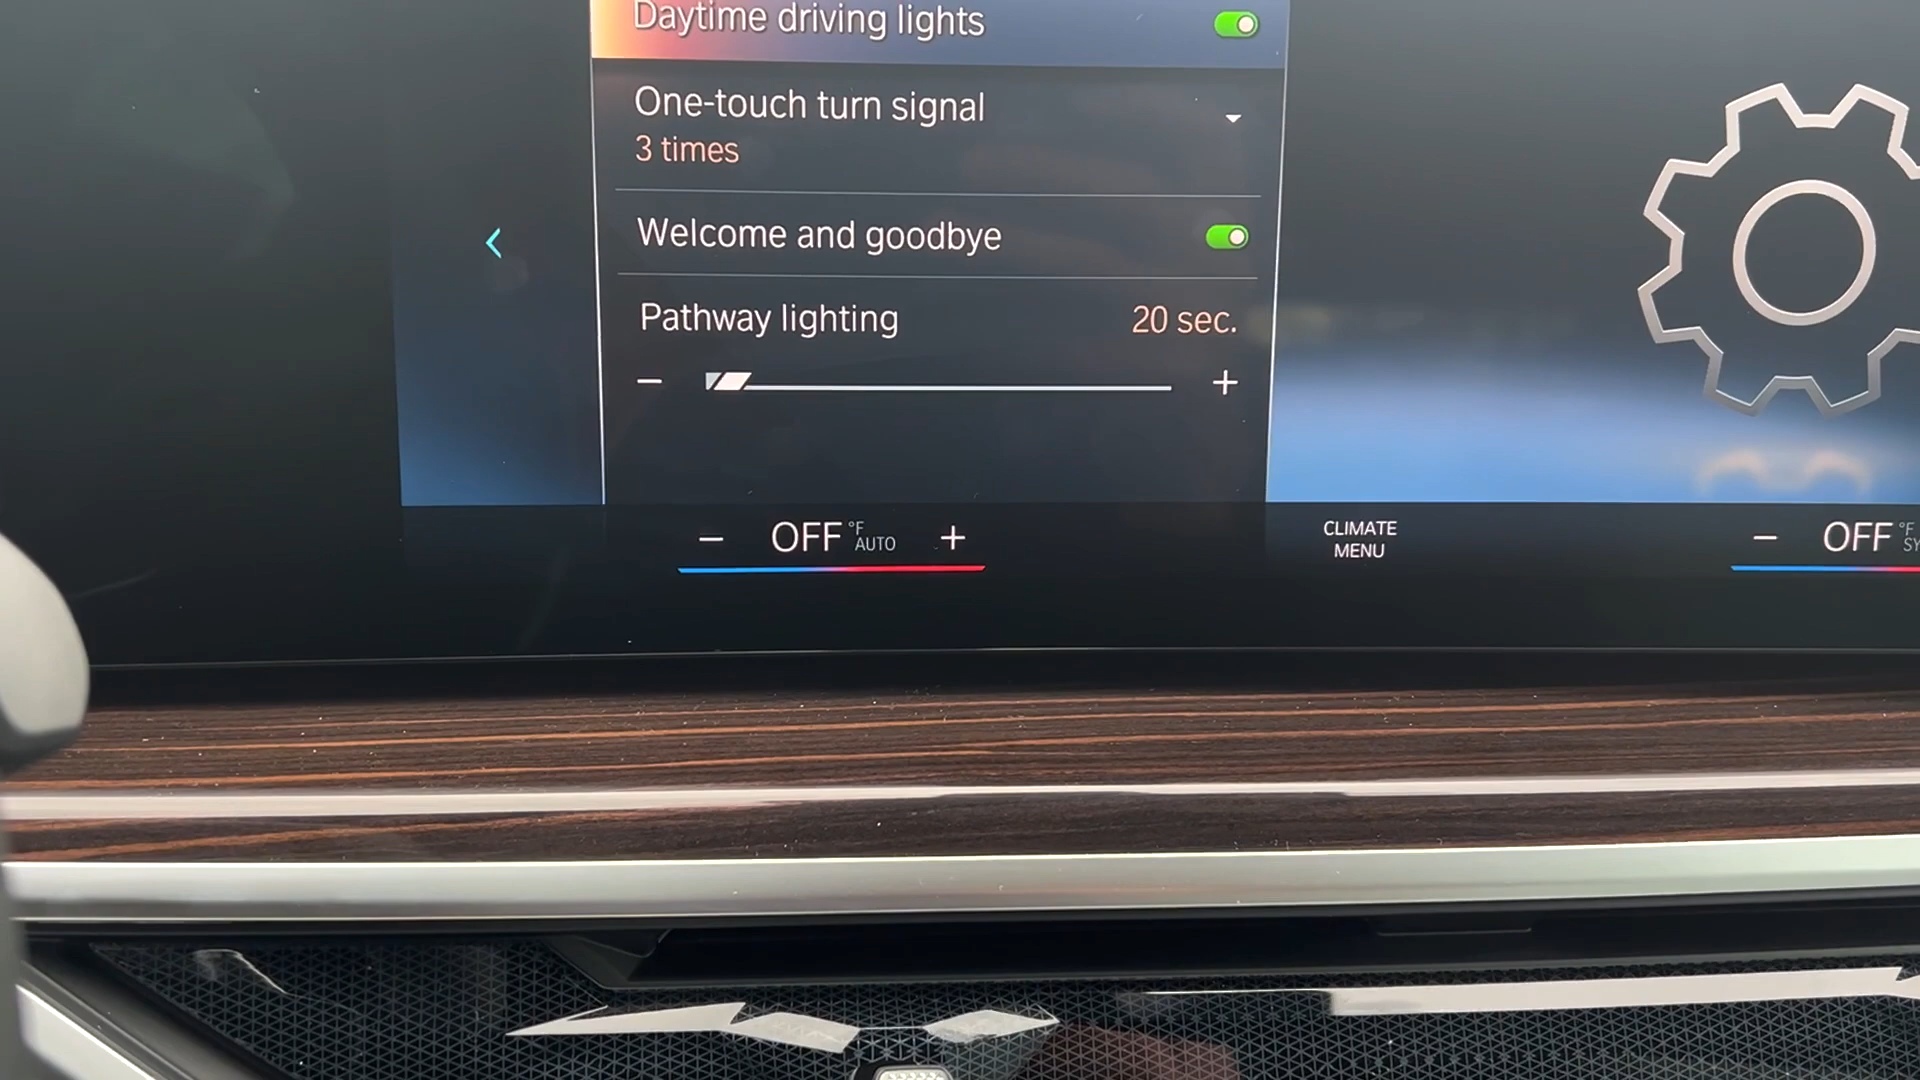 Daytime driving lights
One-touch turn signal
3 times
Welcome and goodbye
Pathway lighting 20 sec.
− +
− OFF °F AUTO +
CLIMATE
MENU
− OFF °F SY